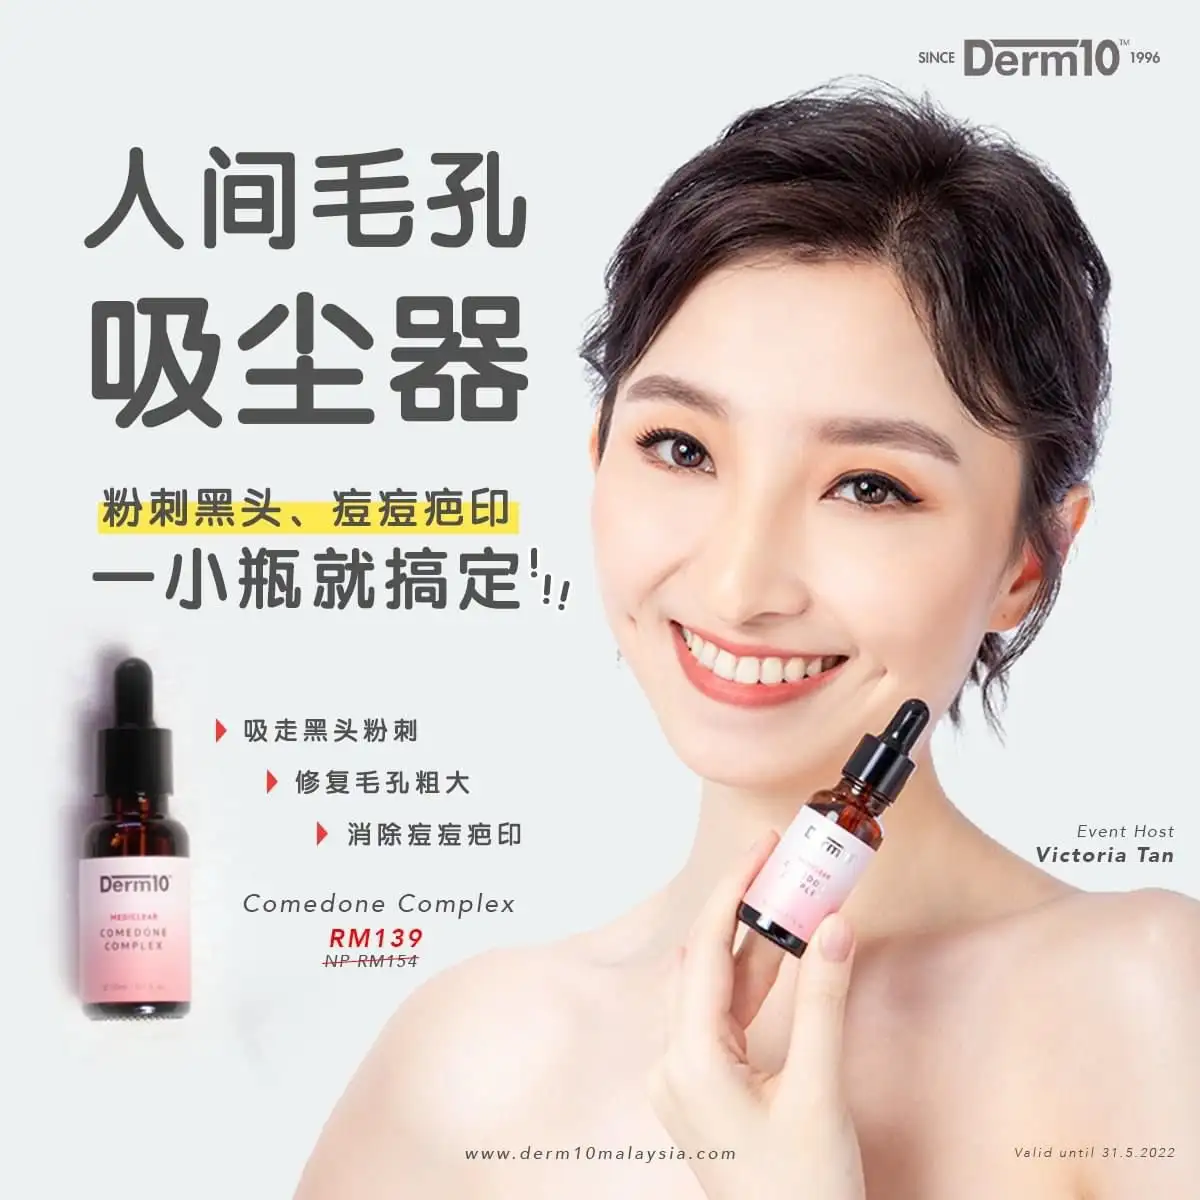 SINCE Derm10™ 1996
人间毛孔
吸尘器
粉刺黑头、痘痘疤印
一小瓶就搞定!!!
吸走黑头粉刺
修复毛孔粗大
消除痘痘疤印
Derm10
MEDICLEAR
COMEDONE
COMPLEX
Comedone Complex
RM139
NP RM154
Derm10
Event Host
Victoria Tan
www.derm10malaysia.com
Valid until 31.5.2022